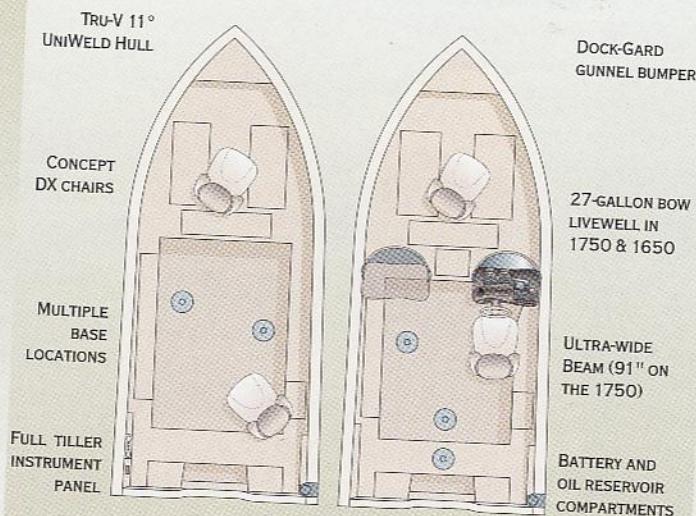 TRU-V 11°
UNIWELD HULL
CONCEPT
DX CHAIRS
MULTIPLE
BASE
LOCATIONS
FULL TILLER
INSTRUMENT
PANEL
DOCK-GARD
GUNNEL BUMPER
27-GALLON BOW
LIVEWELL IN
1750 & 1650
ULTRA-WIDE
BEAM (91" ON
THE 1750)
BATTERY AND
OIL RESERVOIR
COMPARTMENTS